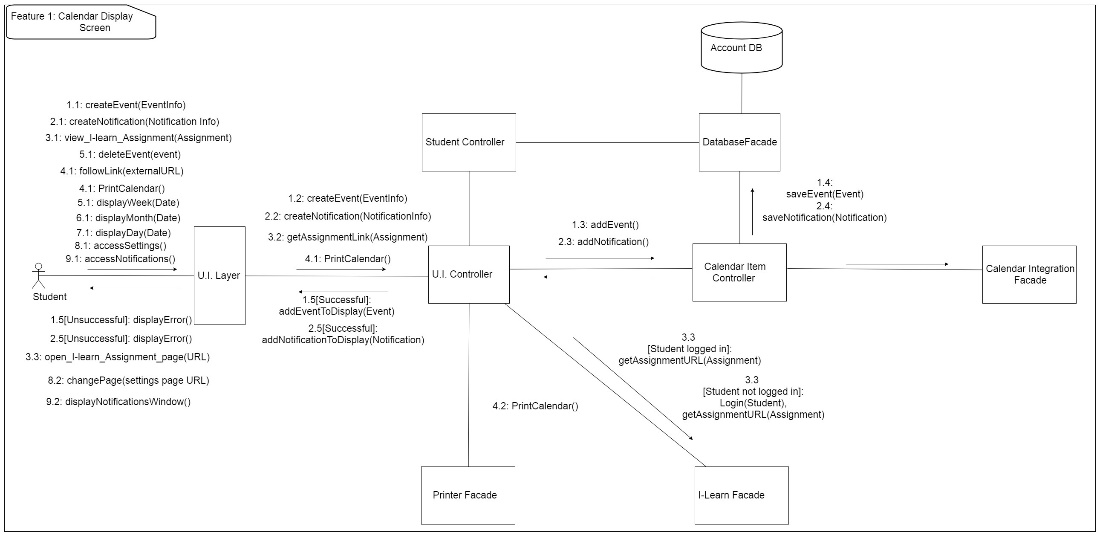 Feature 1: Calendar Display
Screen
Account DB
1.1: createEvent(EventInfo)
2.1: createNotification(Notification Info)
3.1: view_I-learn_Assignment(Assignment)
5.1: deleteEvent(event)
4.1: followLink(externalURL)
4.1: PrintCalendar()
5.1: displayWeek(Date)
6.1: displayMonth(Date)
7.1: displayDay(Date)
8.1: accessSettings()
9.1: accessNotifications()
Student
1.5[Unsuccessful]: displayError()
2.5[Unsuccessful]: displayError()
3.3: open_I-learn_Assignment_page(URL)
8.2: changePage(settings page URL)
9.2: displayNotificationsWindow()
U.I. Layer
1.2: createEvent(EventInfo)
2.2: createNotification(NotificationInfo)
3.2: getAssignmentLink(Assignment)
4.1: PrintCalendar()
1.5[Successful]:
addEventToDisplay(Event)
2.5[Successful]:
addNotificationToDisplay(Notification)
Student Controller
DatabaseFacade
U.I. Controller
1.3: addEvent()
2.3: addNotification()
1.4:
saveEvent(Event)
2.4:
saveNotification(Notification)
Calendar Item
Controller
Calendar Integration
Facade
3.3
[Student logged in]:
getAssignmentURL(Assignment)
3.3
[Student not logged in]:
Login(Student),
getAssignmentURL(Assignment)
4.2: PrintCalendar()
Printer Facade
I-Learn Facade